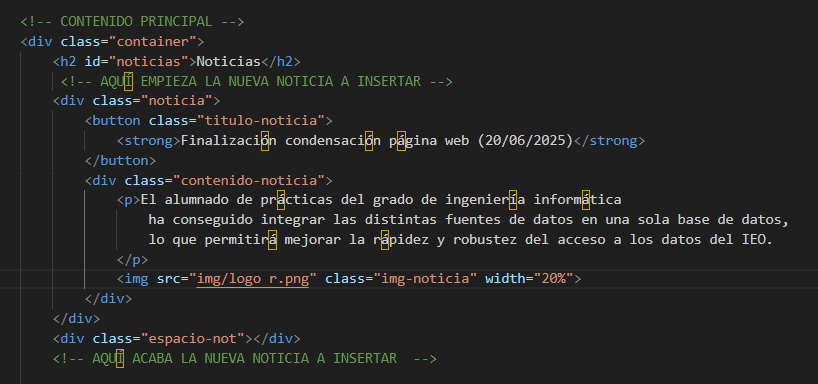 <!-- CONTENIDO PRINCIPAL -->
<div class="container">
<h2 id="noticias">Noticias</h2>
<!-- AQUÍ EMPIEZA LA NUEVA NOTICIA A INSERTAR -->
<div class="noticia">
<button class="titulo-noticia">
<strong>Finalización condensación página web (20/06/2025)</strong>
</button>
<div class="contenido-noticia">
<p>El alumnado de prácticas del grado de ingeniería informática
ha conseguido integrar las distintas fuentes de datos en una sola base de datos,
lo que permitirá mejorar la rápidez y robustez del acceso a los datos del IEO.
</p>
<img src="img/logo r.png" class="img-noticia" width="20%">
</div>
</div>
<div class="espacio-not"></div>
<!-- AQUÍ ACABA LA NUEVA NOTICIA A INSERTAR  -->